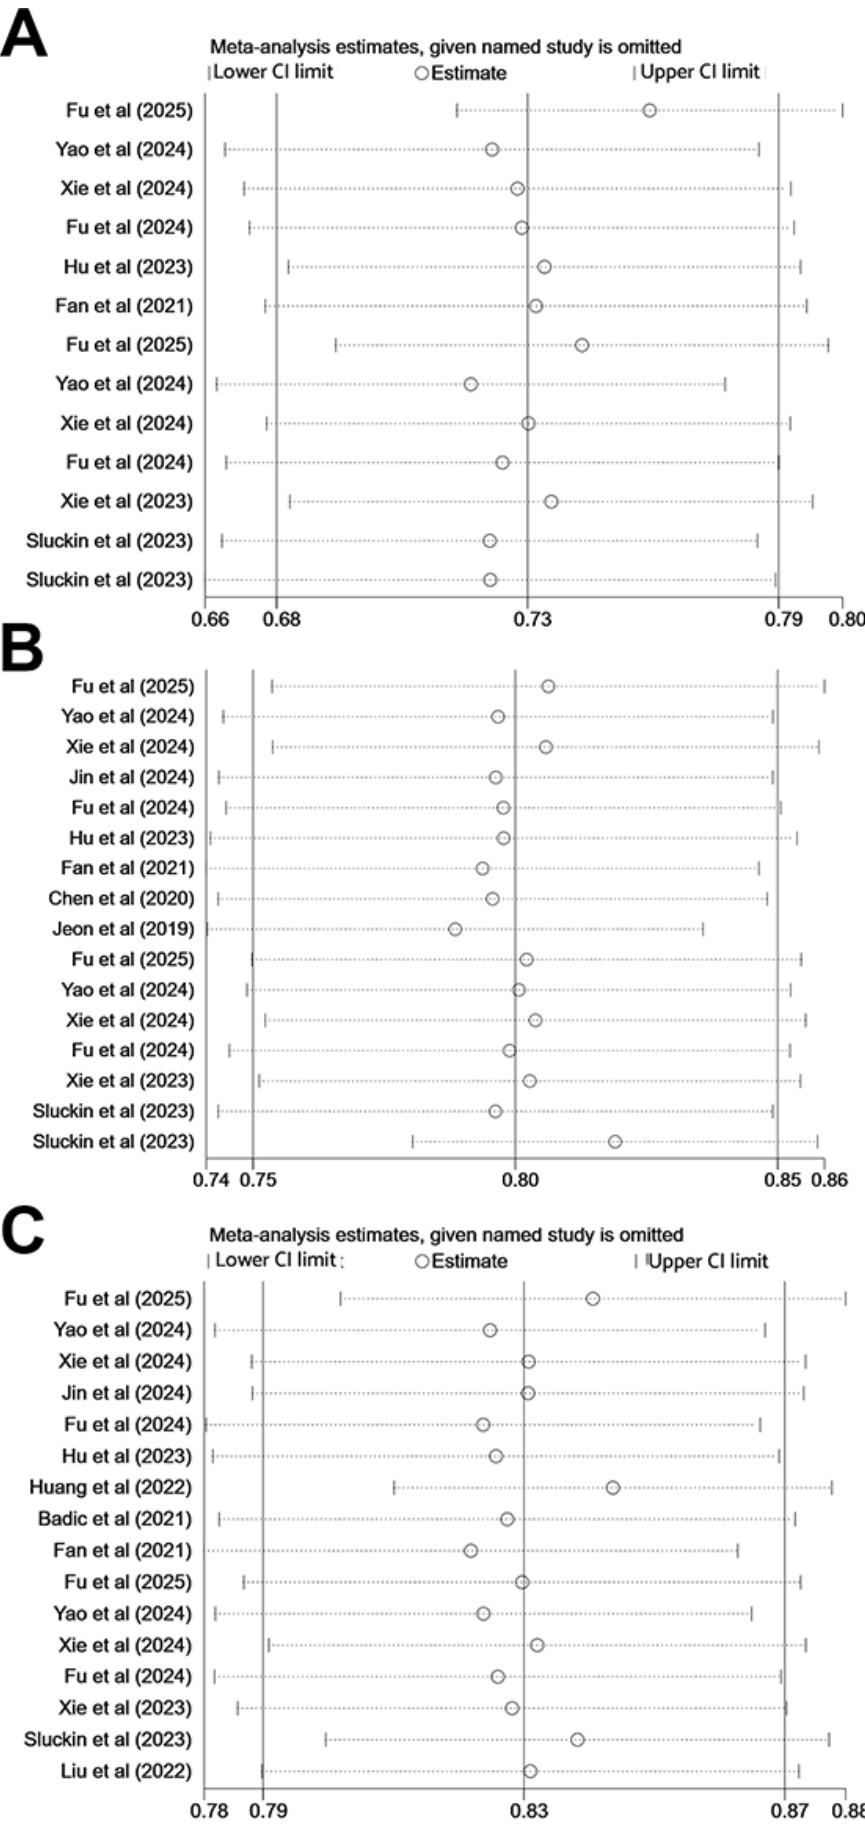 A
Meta-analysis estimates, given named study is omitted
Lower CI limit Estimate Upper CI limit
Fu et al (2025)
Yao et al (2024)
Xie et al (2024)
Fu et al (2024)
Hu et al (2023)
Fan et al (2021)
Fu et al (2025)
Yao et al (2024)
Xie et al (2024)
Fu et al (2024)
Xie et al (2023)
Sluckin et al (2023)
Sluckin et al (2023)
0.66 0.68 0.73 0.79 0.80
B
Fu et al (2025)
Yao et al (2024)
Xie et al (2024)
Jin et al (2024)
Fu et al (2024)
Hu et al (2023)
Fan et al (2021)
Chen et al (2020)
Jeon et al (2019)
Fu et al (2025)
Yao et al (2024)
Xie et al (2024)
Fu et al (2024)
Xie et al (2023)
Sluckin et al (2023)
Sluckin et al (2023)
0.74 0.75 0.80 0.85 0.86
C
Meta-analysis estimates, given named study is omitted
Lower CI limit Estimate Upper CI limit
Fu et al (2025)
Yao et al (2024)
Xie et al (2024)
Jin et al (2024)
Fu et al (2024)
Hu et al (2023)
Huang et al (2022)
Badic et al (2021)
Fan et al (2021)
Fu et al (2025)
Yao et al (2024)
Xie et al (2024)
Fu et al (2024)
Xie et al (2023)
Sluckin et al (2023)
Liu et al (2022)
0.78 0.79 0.83 0.87 0.88